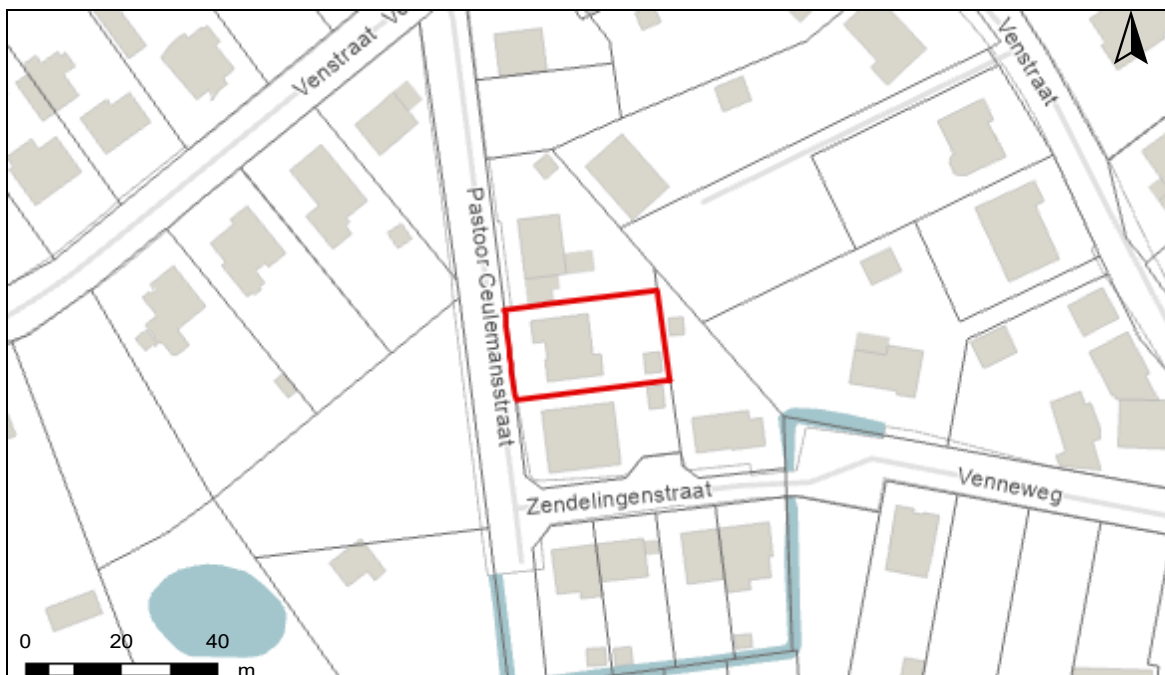 Venstraat
Venstraat
Pastoor Ceulemansstraat
Zendelingenstraat
Venneweg
0 20 40
m